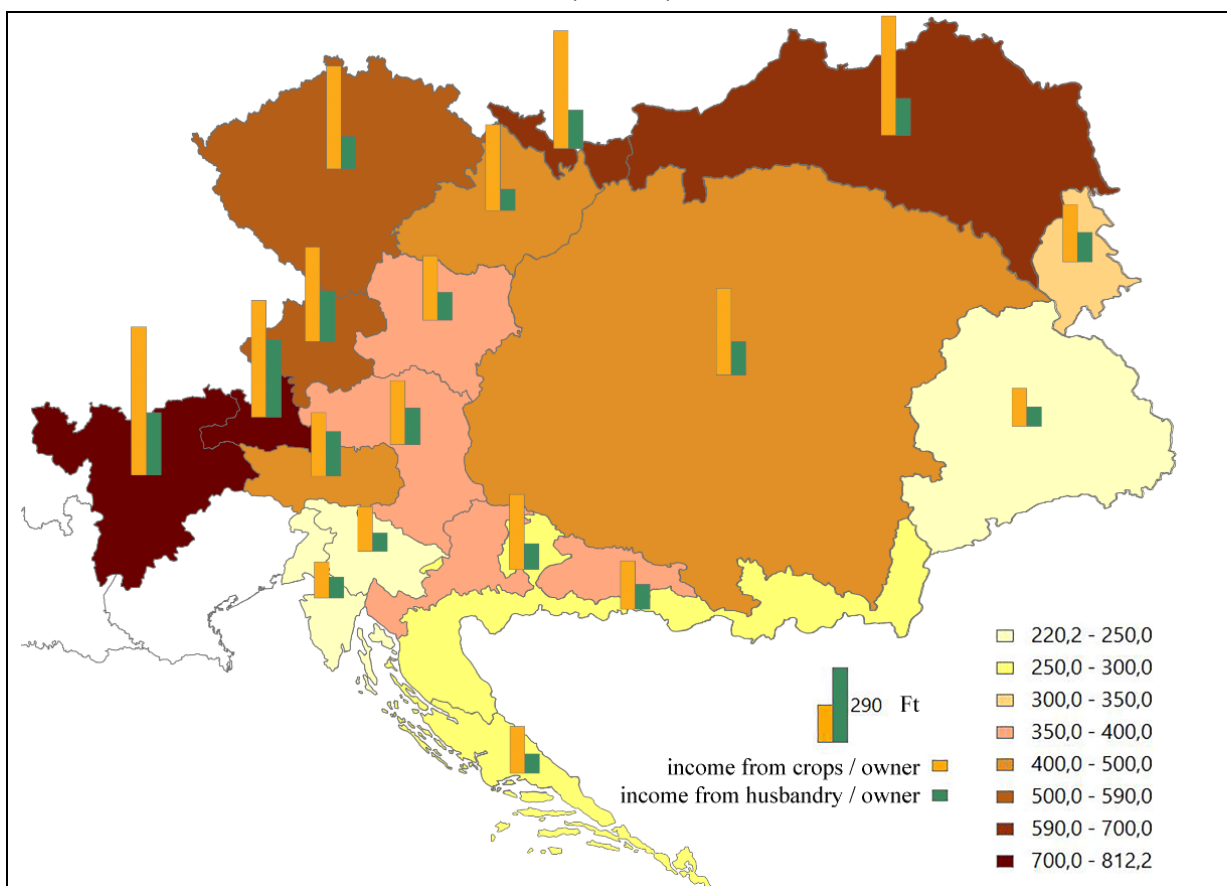 290 Ft
income from crops / owner
income from husbandry / owner
220,2 - 250,0
250,0 - 300,0
300,0 - 350,0
350,0 - 400,0
400,0 - 500,0
500,0 - 590,0
590,0 - 700,0
700,0 - 812,2